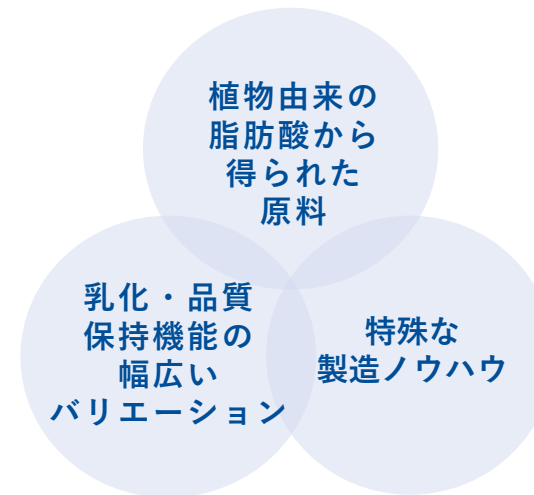 植物由来の
脂肪酸から
得られた
原料
乳化・品質
保持機能の
幅広い
バリエーション
特殊な
製造ノウハウ